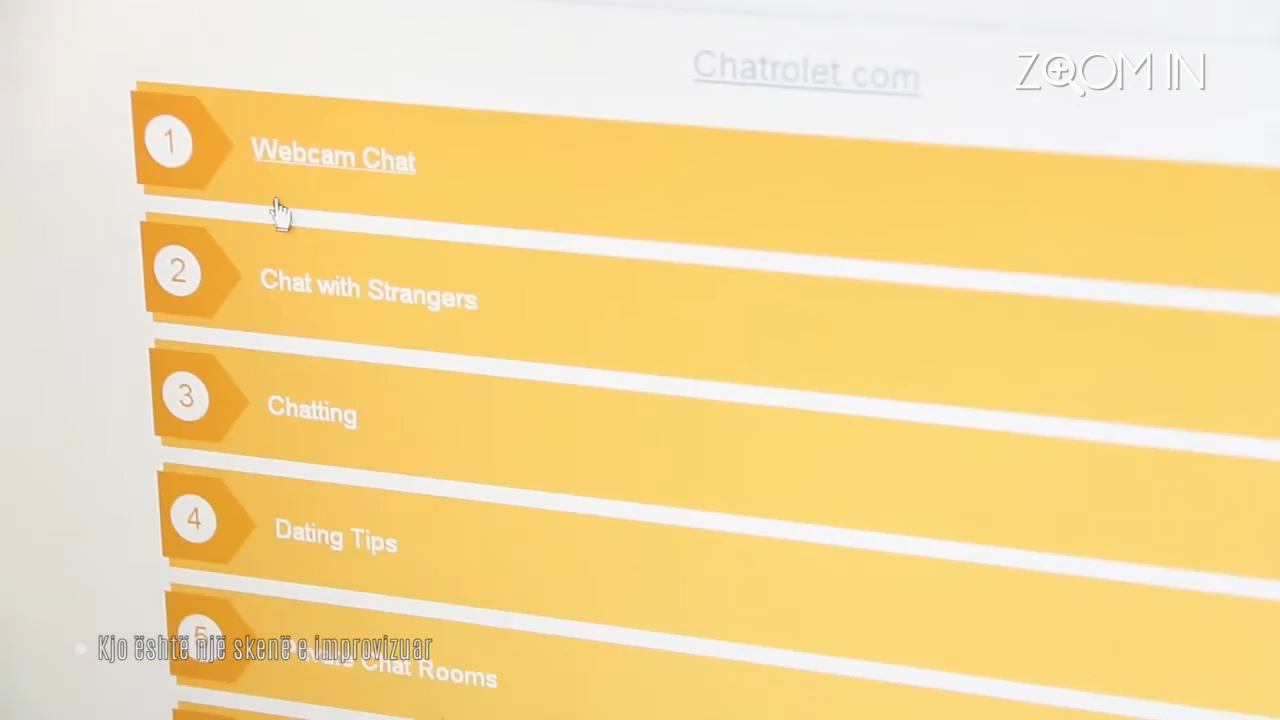 Chatrolet.com
ZOOM IN
1
Webcam Chat
2
Chat with Strangers
3
Chatting
4
Dating Tips
5
Private Chat Rooms
Kjo është një skenë e improvizuar